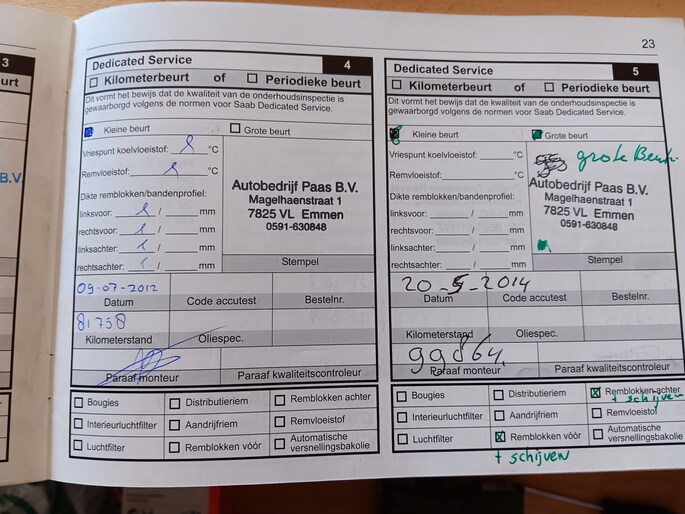 23
3
urt
B.V.
Dedicated Service 4
Kilometerbeurt of Periodieke beurt
Dit vormt het bewijs dat de kwaliteit van de onderhoudsinspectie is
gewaarborgd volgens de normen voor Saab Dedicated Service.
Kleine beurt Grote beurt
Vriespunt koelvloeistof: °C
Remvloeistof: °C
Dikte remblokken/bandenprofiel:
linksvoor: / mm
rechtsvoor: / mm
linksachter: / mm
rechtsachter: / mm
Autobedrijf Paas B.V.
Magelhaenstraat 1
7825 VL Emmen
0591-630848
Stempel
09-07-2012
Datum Code accutest Bestelnr.
81758
Kilometerstand Oliespec.
Paraaf monteur Paraaf kwaliteitscontroleur
Bougies Distributieriem Remblokken achter
Interieurluchtfilter Aandrijfriem Remvloeistof
Luchtfilter Remblokken vóór Automatische
versnellingsbakolie
Dedicated Service 5
Kilometerbeurt of Periodieke beurt
Dit vormt het bewijs dat de kwaliteit van de onderhoudsinspectie is
gewaarborgd volgens de normen voor Saab Dedicated Service.
Kleine beurt Grote beurt
Vriespunt koelvloeistof: °C
grote Beurt
Remvloeistof: °C
Dikte remblokken/bandenprofiel:
linksvoor: / mm
rechtsvoor: / mm
linksachter: / mm
rechtsachter: / mm
Autobedrijf Paas B.V.
Magelhaenstraat 1
7825 VL Emmen
0591-630848
Stempel
20-5-2014
Datum Code accutest Bestelnr.
Kilometerstand Oliespec.
99864
Paraaf monteur Paraaf kwaliteitscontroleur
Bougies Distributieriem Remblokken achter
+ schijven
Interieurluchtfilter Aandrijfriem Remvloeistof
Luchtfilter Remblokken vóór Automatische
versnellingsbakolie
+ schijven